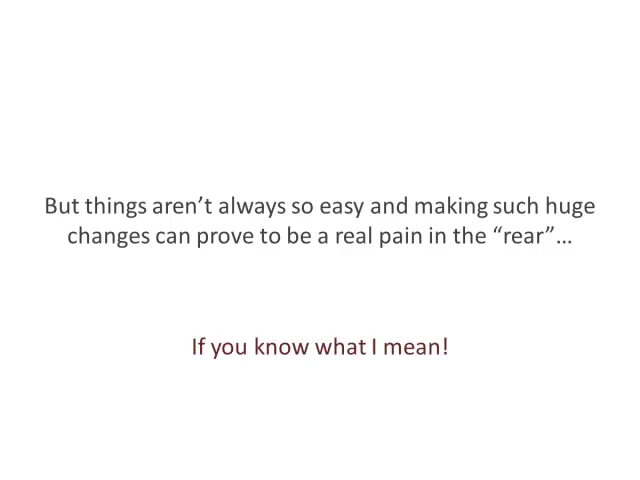 But things aren’t always so easy and making such huge
changes can prove to be a real pain in the “rear”…
If you know what I mean!